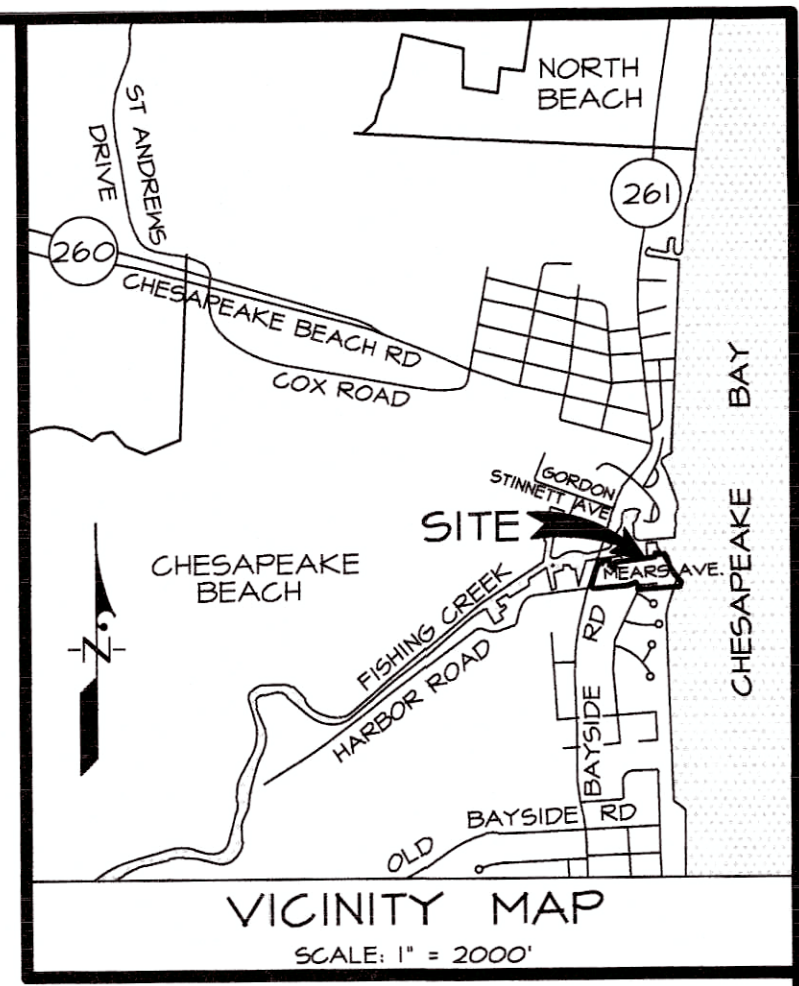 NORTH
BEACH
ST ANDREWS
DRIVE
261
260
CHESAPEAKE BEACH RD
COX ROAD
CHESAPEAKE BAY
GORDON
STINNETT AVE
SITE
MEARS AVE.
CHESAPEAKE
BEACH
FISHING CREEK
HARBOR ROAD
N
BAYSIDE RD
OLD BAYSIDE RD
VICINITY MAP
SCALE: 1" = 2000'